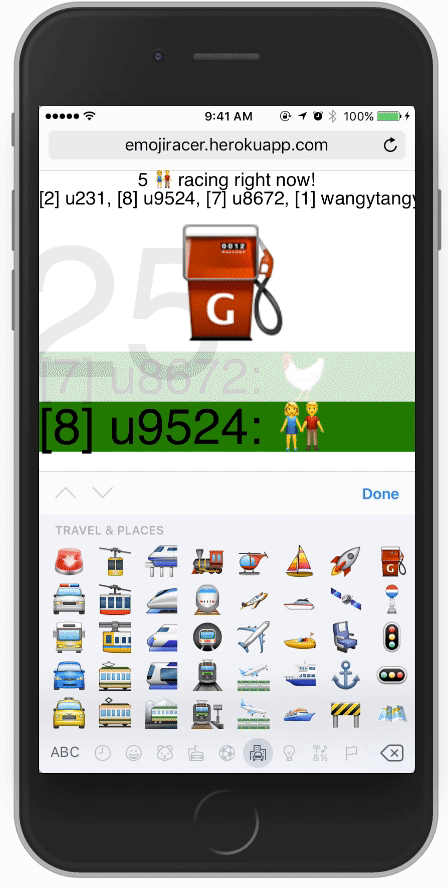 9:41 AM
100%
emojiracer.herokuapp.com
5 👫 racing right now!
[2] u231, [8] u9524, [7] u8672, [1] wangytangy
25
0012
G
[7] u8672: 🐔
[8] u9524: 👫
Done
TRAVEL & PLACES
ABC